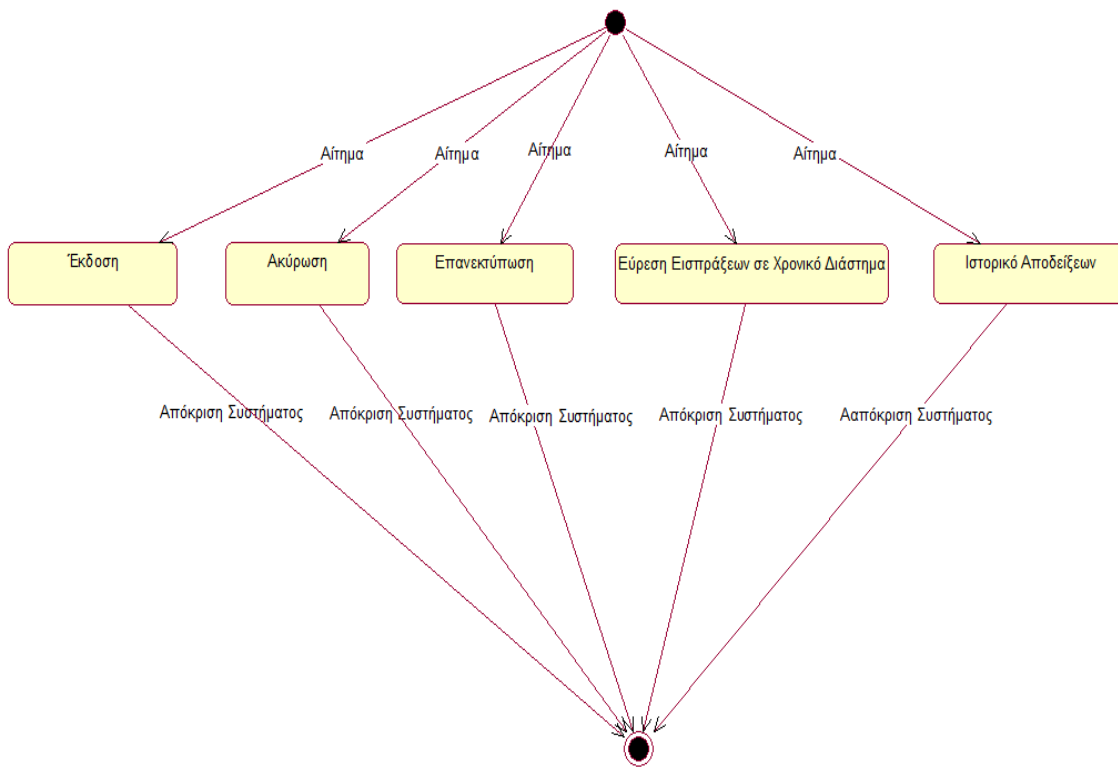 Αίτημα
Αίτημα
Αίτημα
Αίτημα
Αίτημα
Έκδοση
Ακύρωση
Επανεκτύπωση
Εύρεση Εισπράξεων σε Χρονικό Διάστημα
Ιστορικό Αποδείξεων
Απόκριση Συστήματος
Απόκριση Συστήματος
Απόκριση Συστήματος
Απόκριση Συστήματος
Ααπόκριση Συστήματος